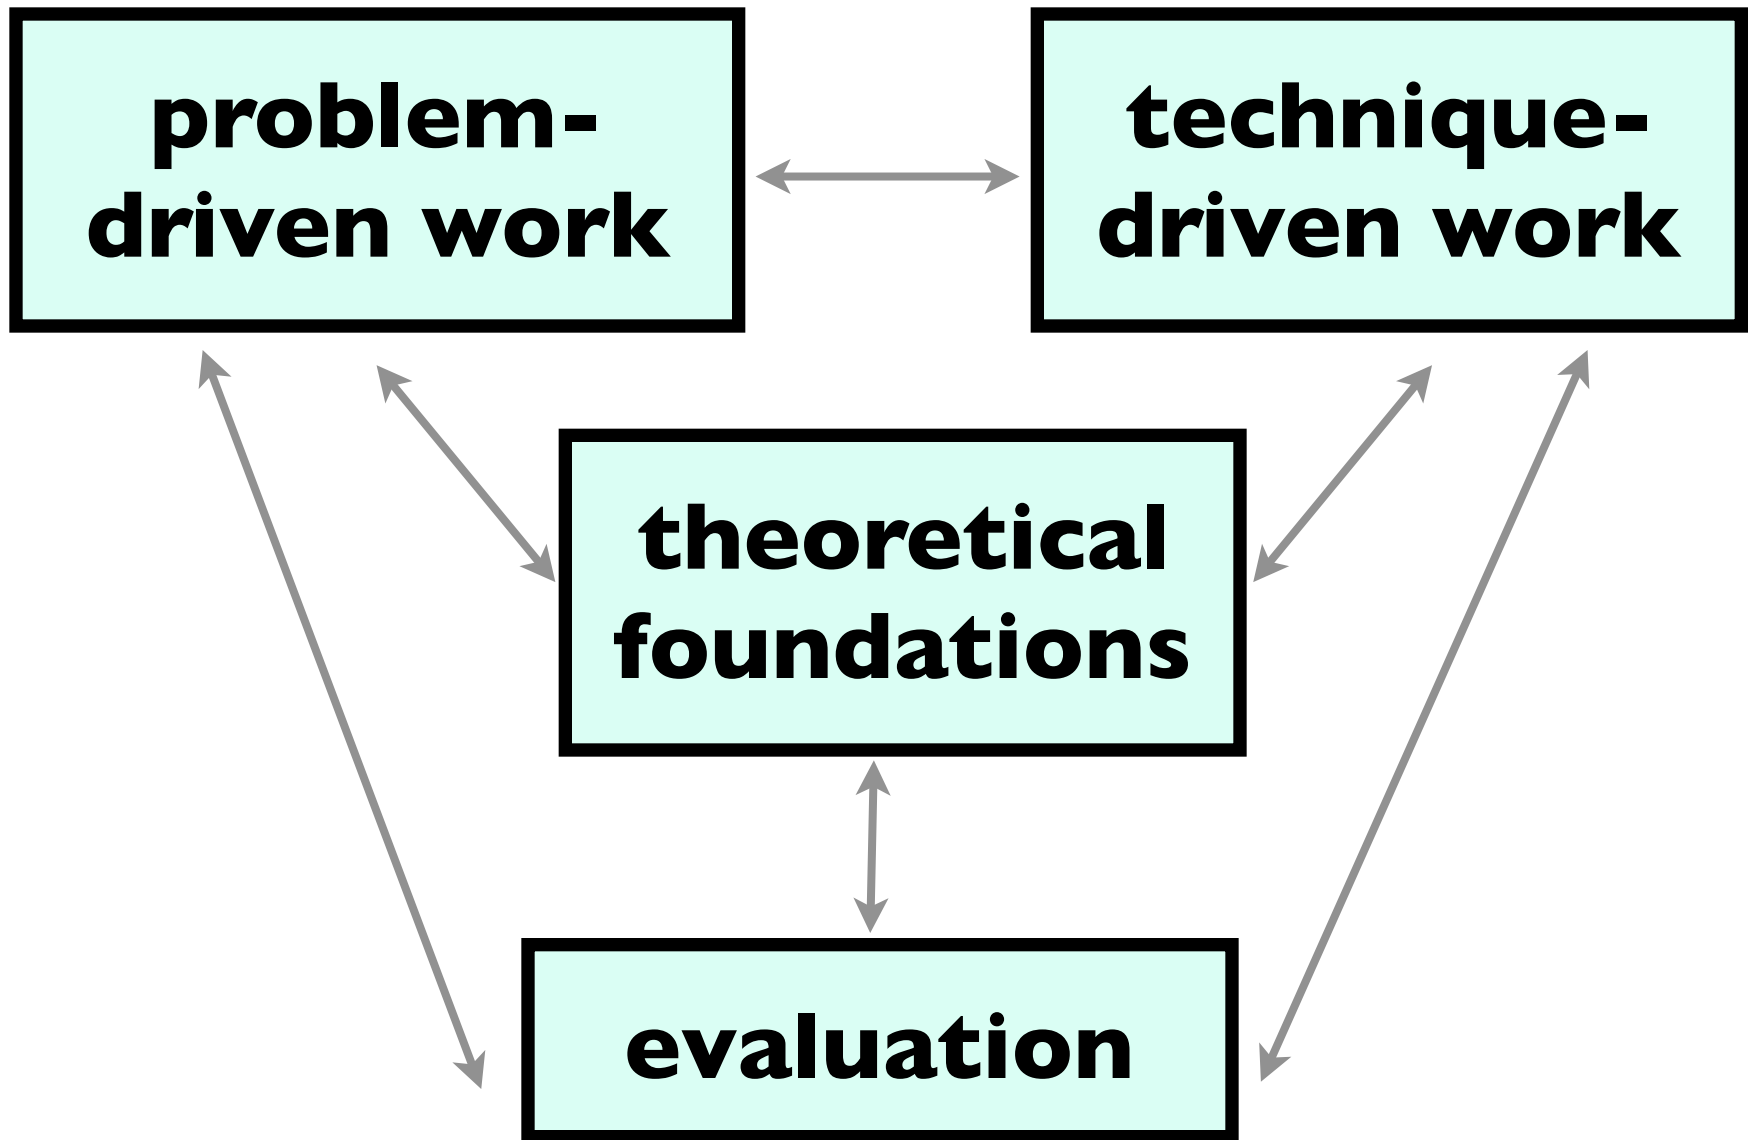 problem-
driven work
technique-
driven work
theoretical
foundations
evaluation